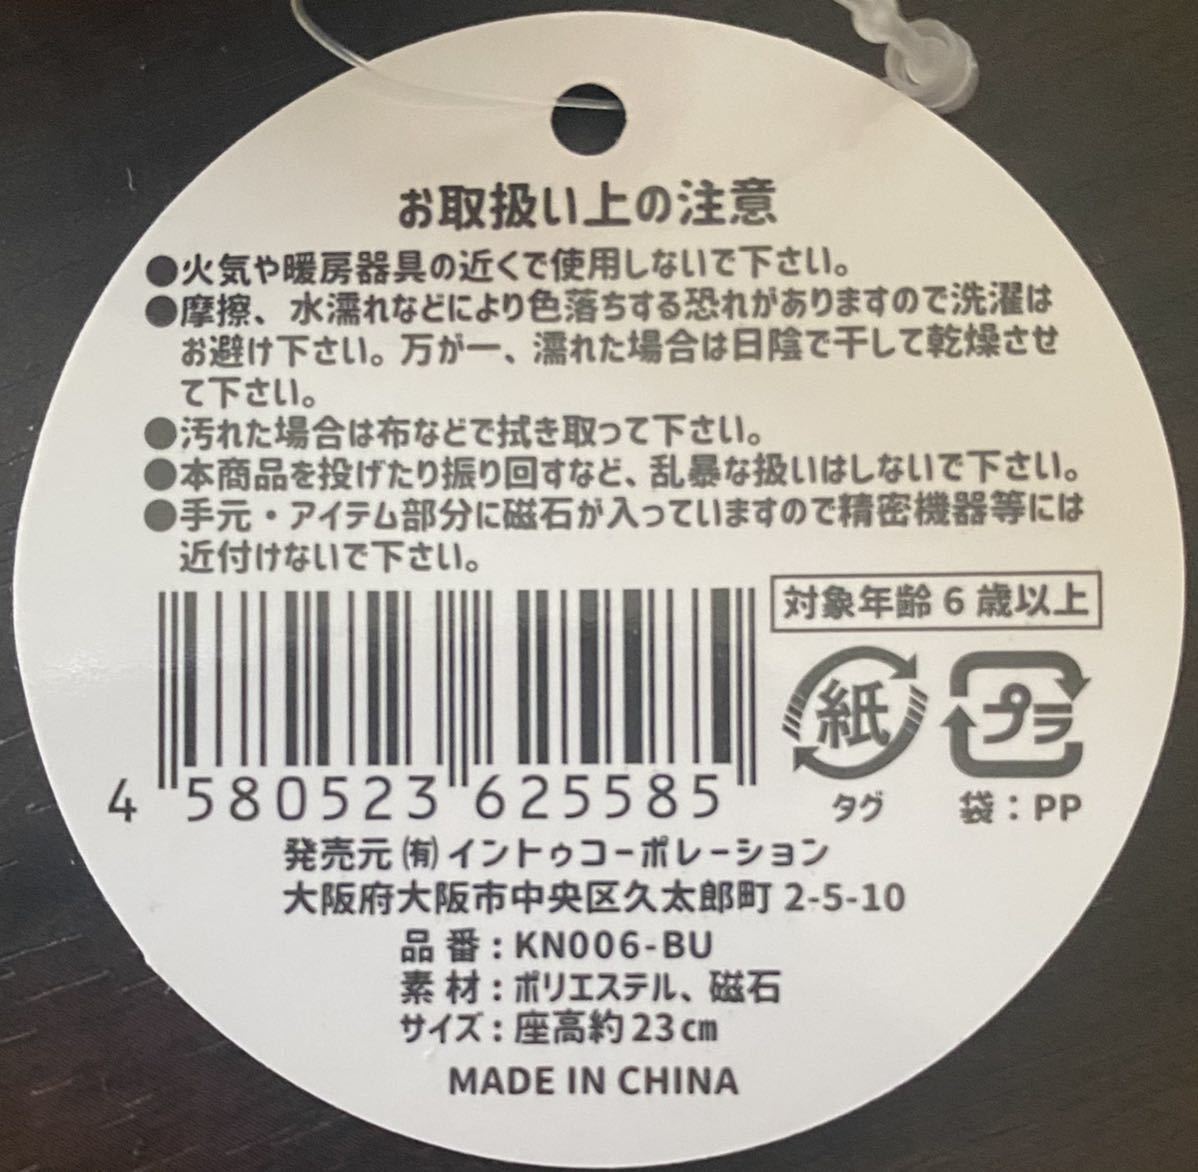 お取扱い上の注意
●火気や暖房器具の近くで使用しないで下さい。
●摩擦、水濡れなどにより色落ちする恐れがありますので洗濯は
お避け下さい。万が一、濡れた場合は日陰で干して乾燥させ
て下さい。
●汚れた場合は布などで拭き取って下さい。
●本商品を投げたり振り回すなど、乱暴な扱いはしないで下さい。
●手元・アイテム部分に磁石が入っていますので精密機器等には
近付けないで下さい。
対象年齢6歳以上
紙
プラ
タグ
袋：PP
4 580523 625585
発売元㈲イントゥコーポレーション
大阪府大阪市中央区久太郎町2-5-10
品番：KN006-BU
素材：ポリエステル、磁石
サイズ：座高約23㎝
MADE IN CHINA